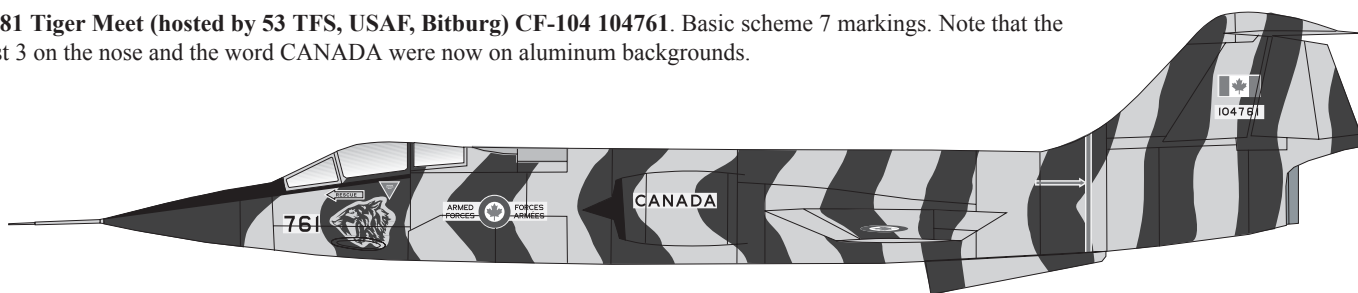 81 Tiger Meet (hosted by 53 TFS, USAF, Bitburg) CF-104 104761. Basic scheme 7 markings. Note that the
st 3 on the nose and the word CANADA were now on aluminum backgrounds.
104761
RESCUE
761
ARMED FORCES
FORCES ARMÉES
CANADA